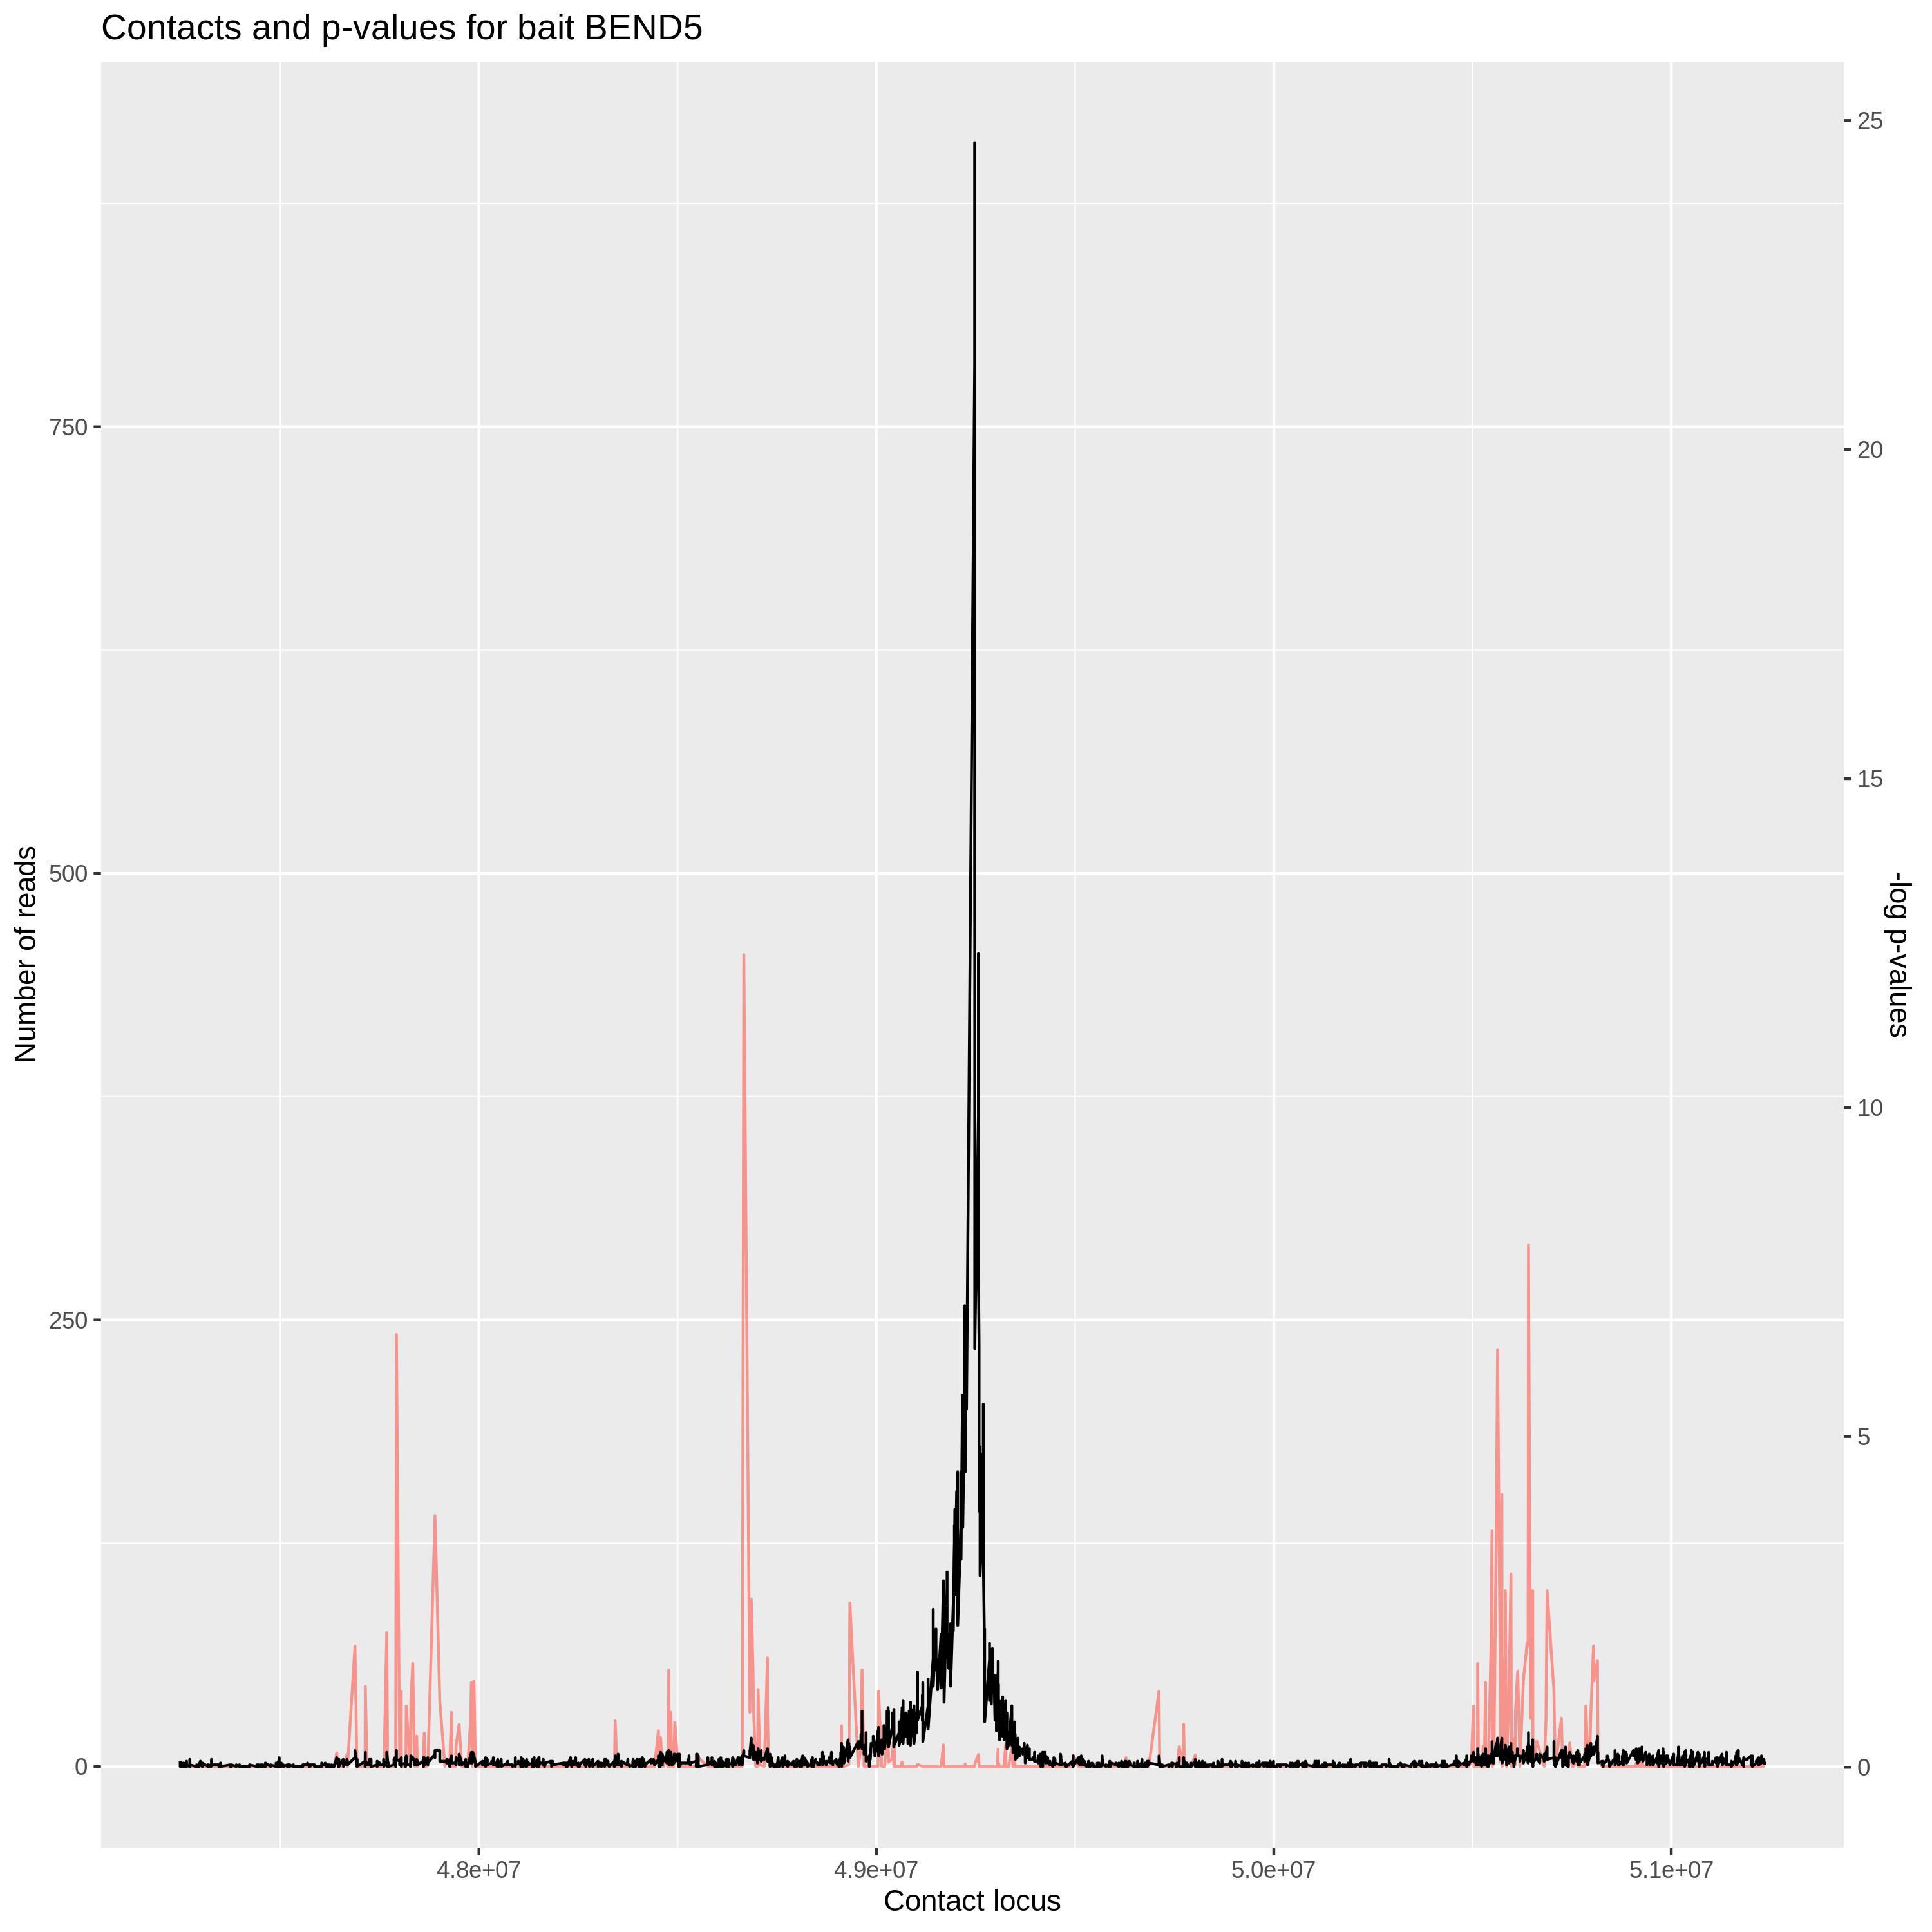 Contacts and p-values for bait BEND5
Number of reads
750
500
250
0
25
20
15
10
5
0
-log p-values
4.8e+07 4.9e+07 5.0e+07 5.1e+07
Contact locus